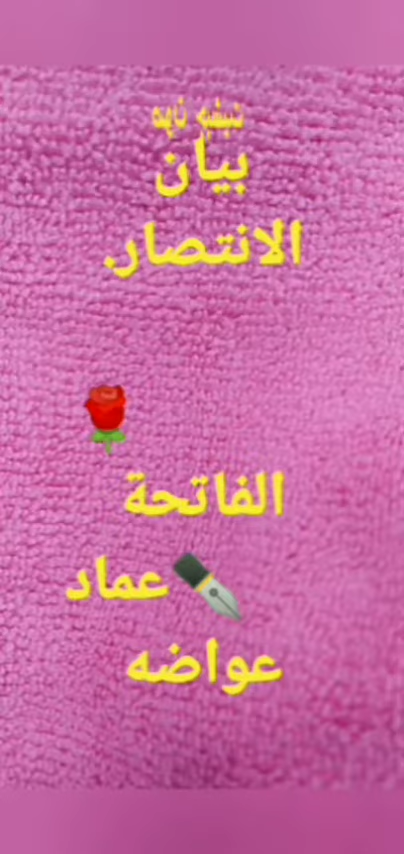 بيان
الانتصار.
🌹
الفاتحة
✒️عماد
عواضه